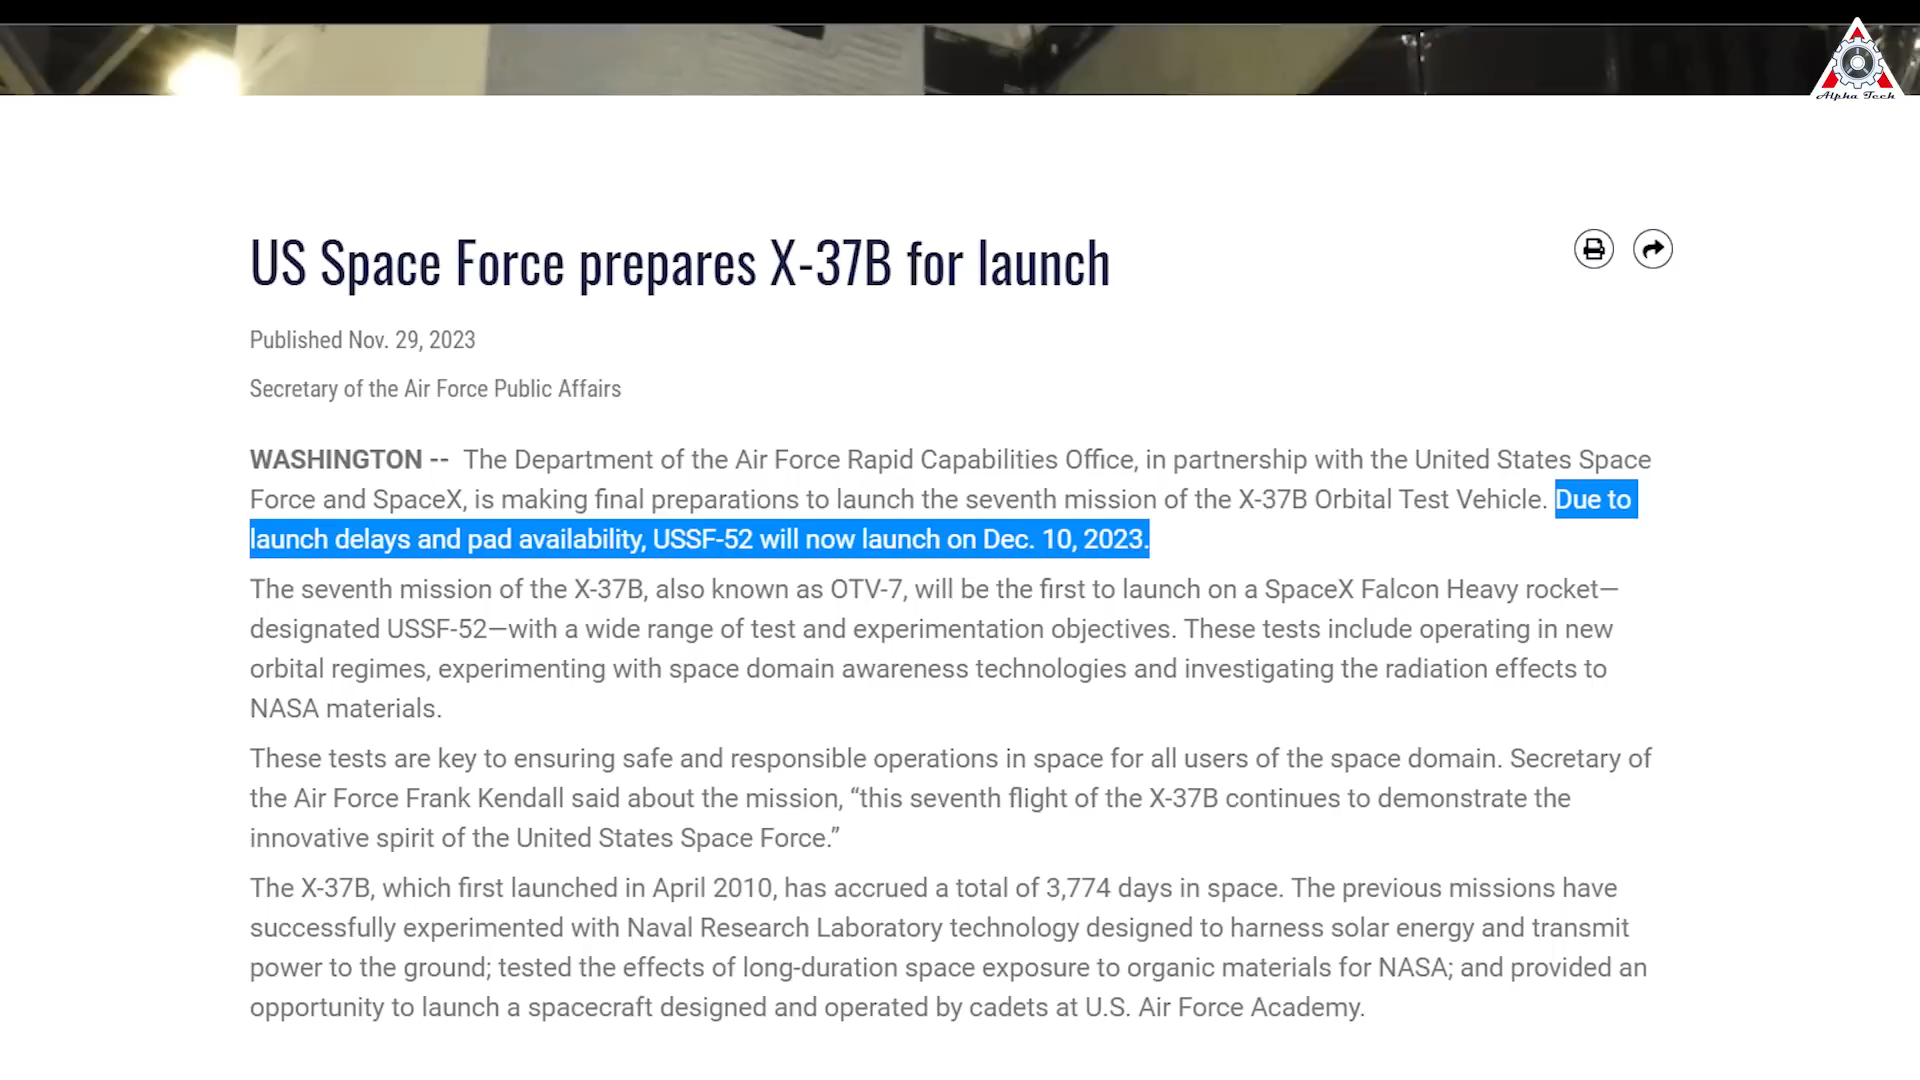 Alpha Tech
US Space Force prepares X-37B for launch
Published Nov. 29, 2023
Secretary of the Air Force Public Affairs
WASHINGTON -- The Department of the Air Force Rapid Capabilities Office, in partnership with the United States Space
Force and SpaceX, is making final preparations to launch the seventh mission of the X-37B Orbital Test Vehicle. Due to
launch delays and pad availability, USSF-52 will now launch on Dec. 10, 2023.
The seventh mission of the X-37B, also known as OTV-7, will be the first to launch on a SpaceX Falcon Heavy rocket—
designated USSF-52—with a wide range of test and experimentation objectives. These tests include operating in new
orbital regimes, experimenting with space domain awareness technologies and investigating the radiation effects to
NASA materials.
These tests are key to ensuring safe and responsible operations in space for all users of the space domain. Secretary of
the Air Force Frank Kendall said about the mission, “this seventh flight of the X-37B continues to demonstrate the
innovative spirit of the United States Space Force.”
The X-37B, which first launched in April 2010, has accrued a total of 3,774 days in space. The previous missions have
successfully experimented with Naval Research Laboratory technology designed to harness solar energy and transmit
power to the ground; tested the effects of long-duration space exposure to organic materials for NASA; and provided an
opportunity to launch a spacecraft designed and operated by cadets at U.S. Air Force Academy.